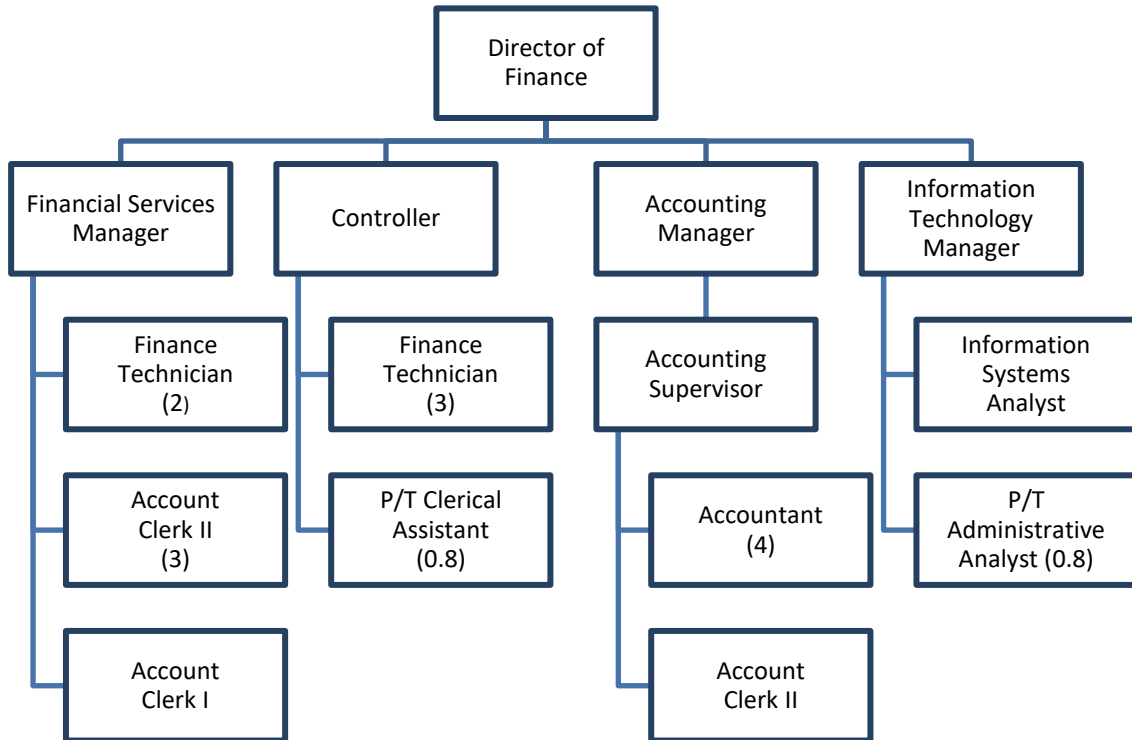 Director of
Finance
Financial Services
Manager
Controller
Accounting
Manager
Information
Technology
Manager
Finance
Technician
(2)
Finance
Technician
(3)
Accounting
Supervisor
Information
Systems
Analyst
Account
Clerk II
(3)
P/T Clerical
Assistant
(0.8)
Accountant
(4)
P/T
Administrative
Analyst (0.8)
Account
Clerk I
Account
Clerk II